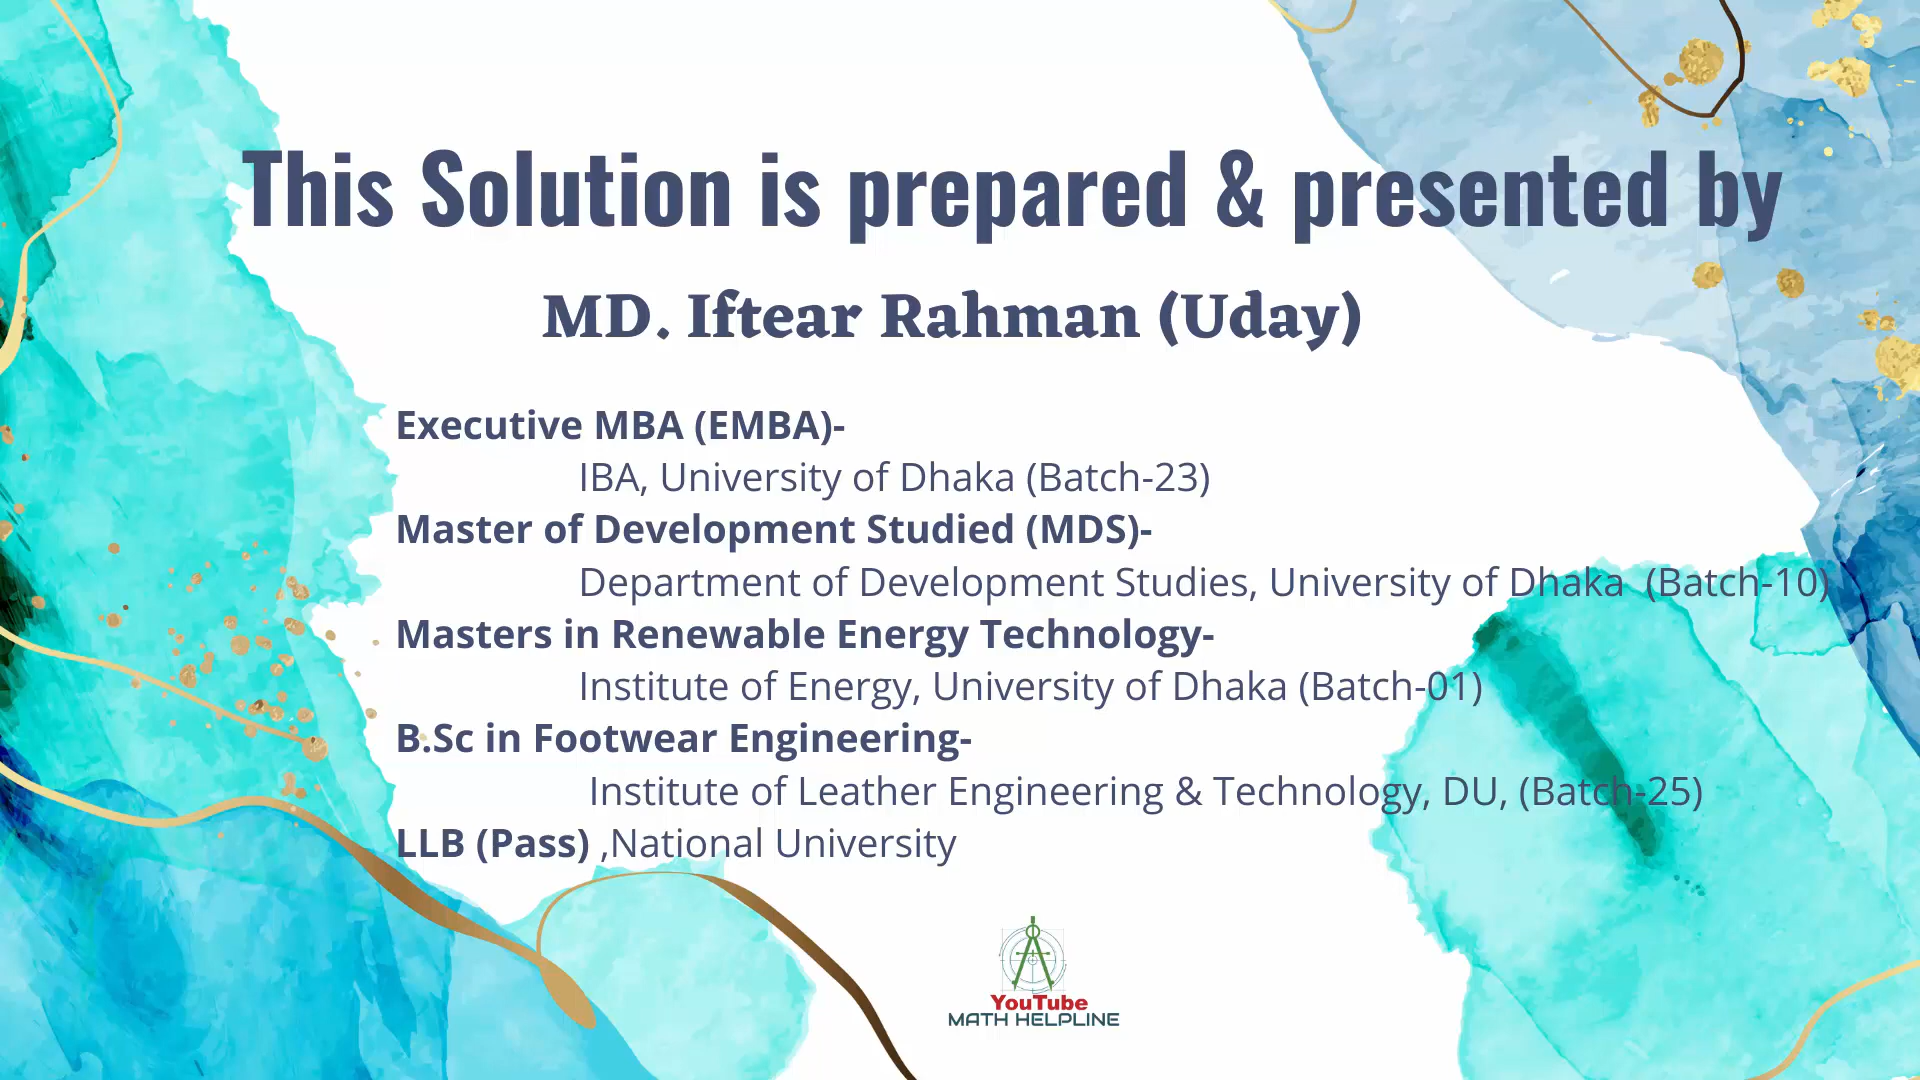 This Solution is prepared & presented by
MD. Iftear Rahman (Uday)
Executive MBA (EMBA)-
IBA, University of Dhaka (Batch-23)
Master of Development Studied (MDS)-
Department of Development Studies, University of Dhaka (Batch-10)
Masters in Renewable Energy Technology-
Institute of Energy, University of Dhaka (Batch-01)
B.Sc in Footwear Engineering-
Institute of Leather Engineering & Technology, DU, (Batch-25)
LLB (Pass) ,National University
YouTube
MATH HELPLINE